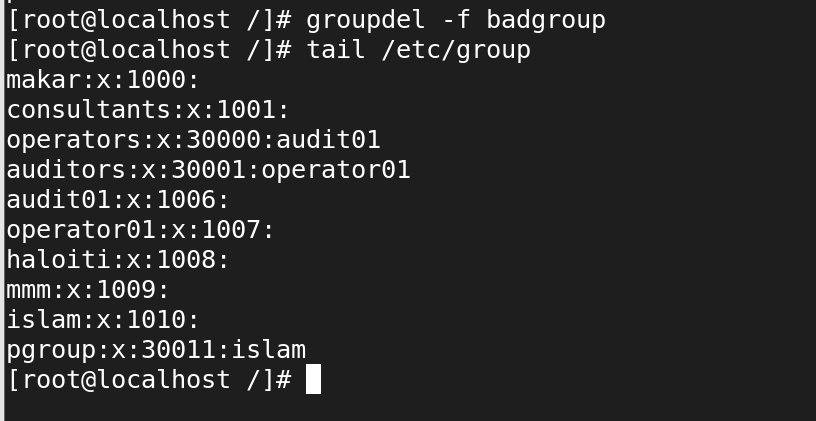 [root@localhost /]# groupdel -f badgroup
[root@localhost /]# tail /etc/group
makar:x:1000:
consultants:x:1001:
operators:x:30000:audit01
auditors:x:30001:operator01
audit01:x:1006:
operator01:x:1007:
haloiti:x:1008:
mmm:x:1009:
islam:x:1010:
pgroup:x:30011:islam
[root@localhost /]#